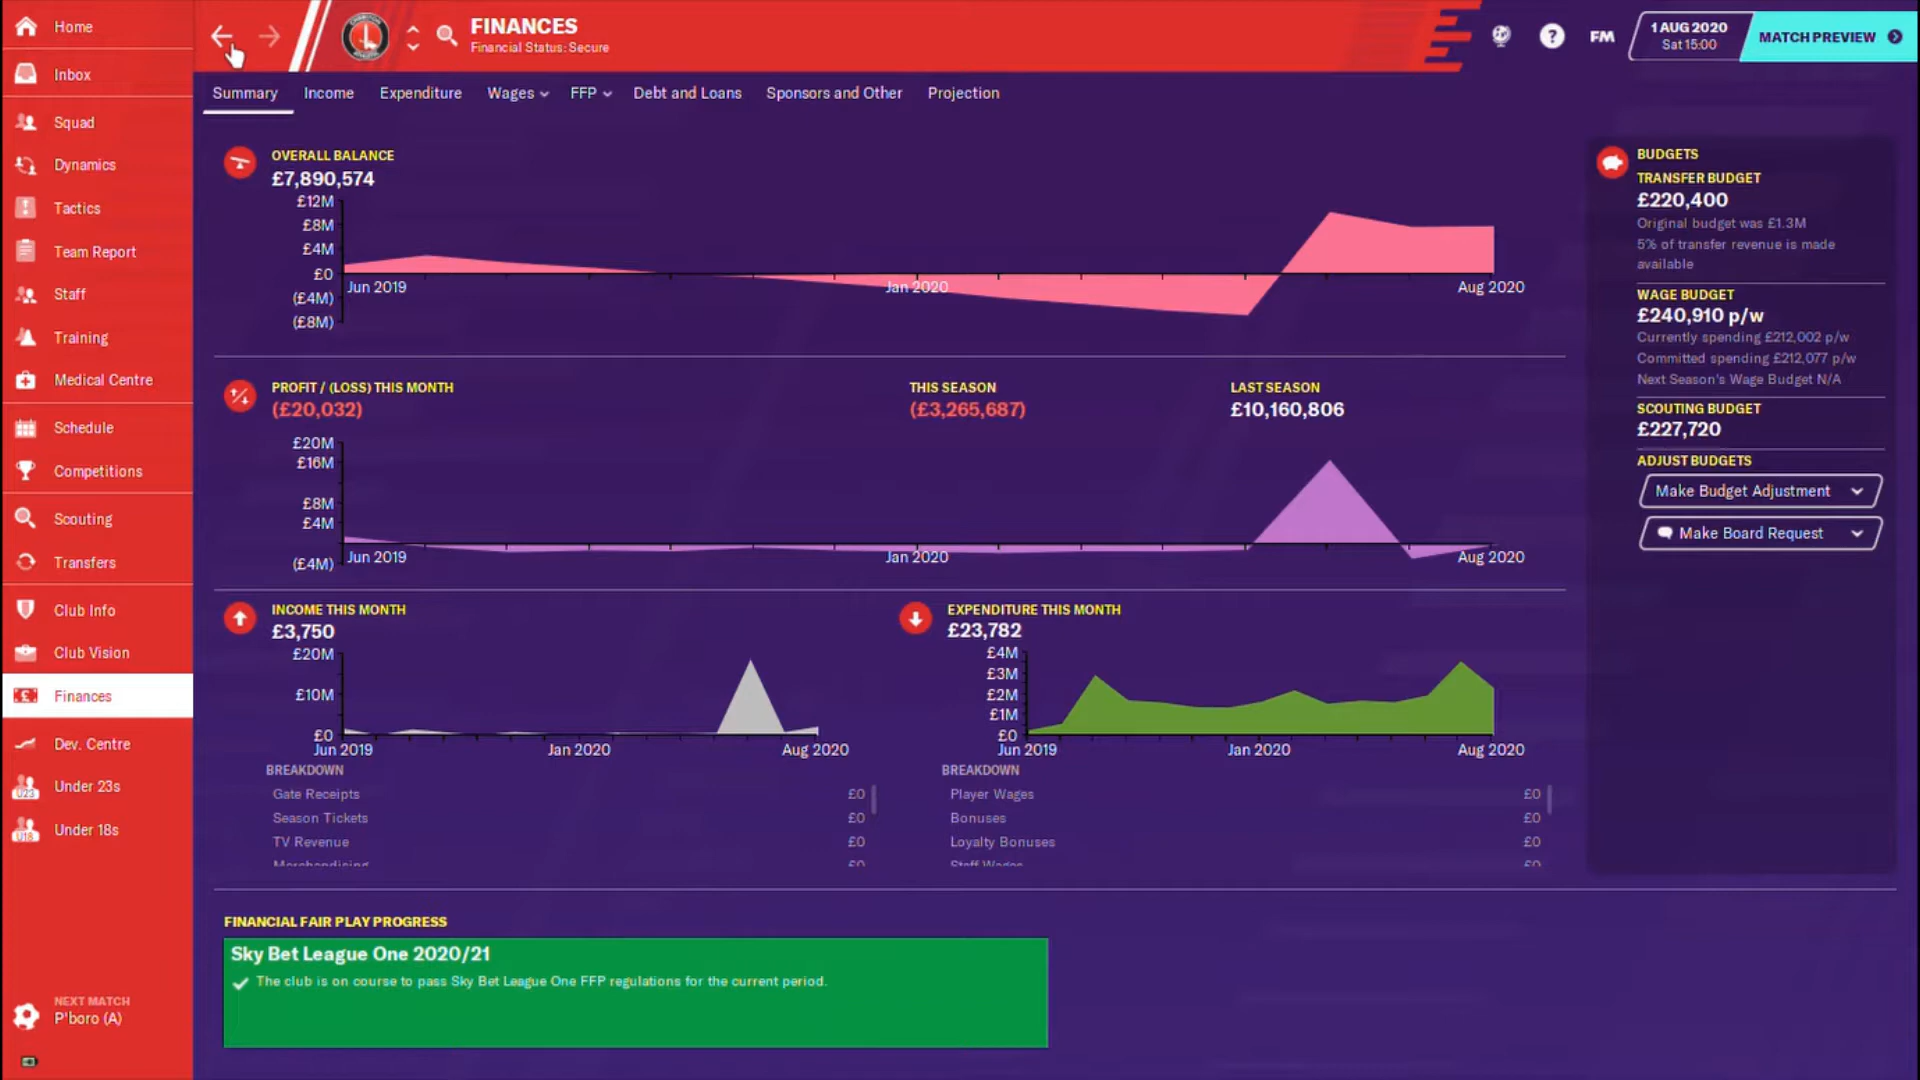 Home
Inbox
Squad
Dynamics
Tactics
Team Report
Staff
Training
Medical Centre
Schedule
Competitions
Scouting
Transfers
Club Info
Club Vision
Finances
Dev. Centre
U23
Under 23s
U18
Under 18s
NEXT MATCH
P'boro (A)
FINANCES
Financial Status: Secure
?
FM
1 AUG 2020
Sat 15:00
MATCH PREVIEW
Summary Income Expenditure Wages FFP Debt and Loans Sponsors and Other Projection
OVERALL BALANCE
£7,890,574
£12M
£8M
£4M
£0
(£4M)
(£8M)
Jun 2019 Jan 2020 Aug 2020
PROFIT / (LOSS) THIS MONTH
(£20,032)
THIS SEASON
(£3,265,687)
LAST SEASON
£10,160,806
£20M
£16M
£8M
£4M
(£4M)
Jun 2019 Jan 2020 Aug 2020
INCOME THIS MONTH
£3,750
£20M
£10M
£0
Jun 2019 Jan 2020 Aug 2020
BREAKDOWN
Gate Receipts £0
Season Tickets £0
TV Revenue £0
Merchandising £0
EXPENDITURE THIS MONTH
£23,782
£4M
£3M
£2M
£1M
£0
Jun 2019 Jan 2020 Aug 2020
BREAKDOWN
Player Wages £0
Bonuses £0
Loyalty Bonuses £0
Staff Wages £0
BUDGETS
TRANSFER BUDGET
£220,400
Original budget was £1.3M
5% of transfer revenue is made
available
WAGE BUDGET
£240,910 p/w
Currently spending £212,002 p/w
Committed spending £212,077 p/w
Next Season's Wage Budget N/A
SCOUTING BUDGET
£227,720
ADJUST BUDGETS
Make Budget Adjustment
Make Board Request
FINANCIAL FAIR PLAY PROGRESS
Sky Bet League One 2020/21
The club is on course to pass Sky Bet League One FFP regulations for the current period.